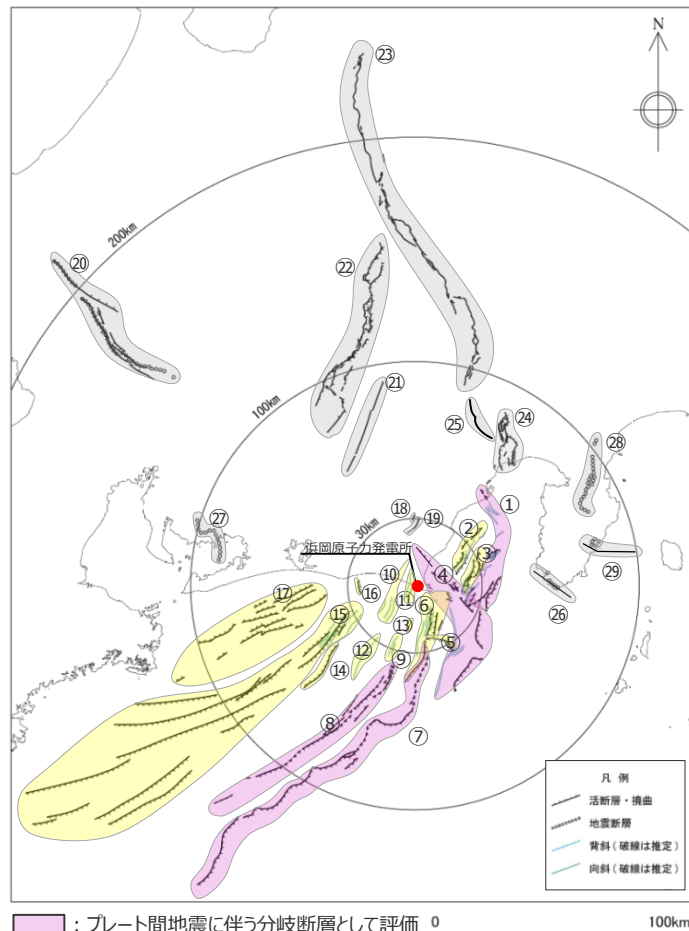 ㉓
N
200km
⑳
㉒
㉑
100km
㉕
㉔
㉘
①
⑱
⑲
30km
②
㉗
浜岡原子力発電所
③
㉙
④
⑩
⑰
⑯
⑪
㉖
⑥
⑮
⑬
⑤
⑫
⑨
⑭
⑧
⑦
凡 例
活断層・撓曲
地震断層
背斜(破線は推定)
向斜(破線は推定)
:プレート間地震に伴う分岐断層として評価 0 100km